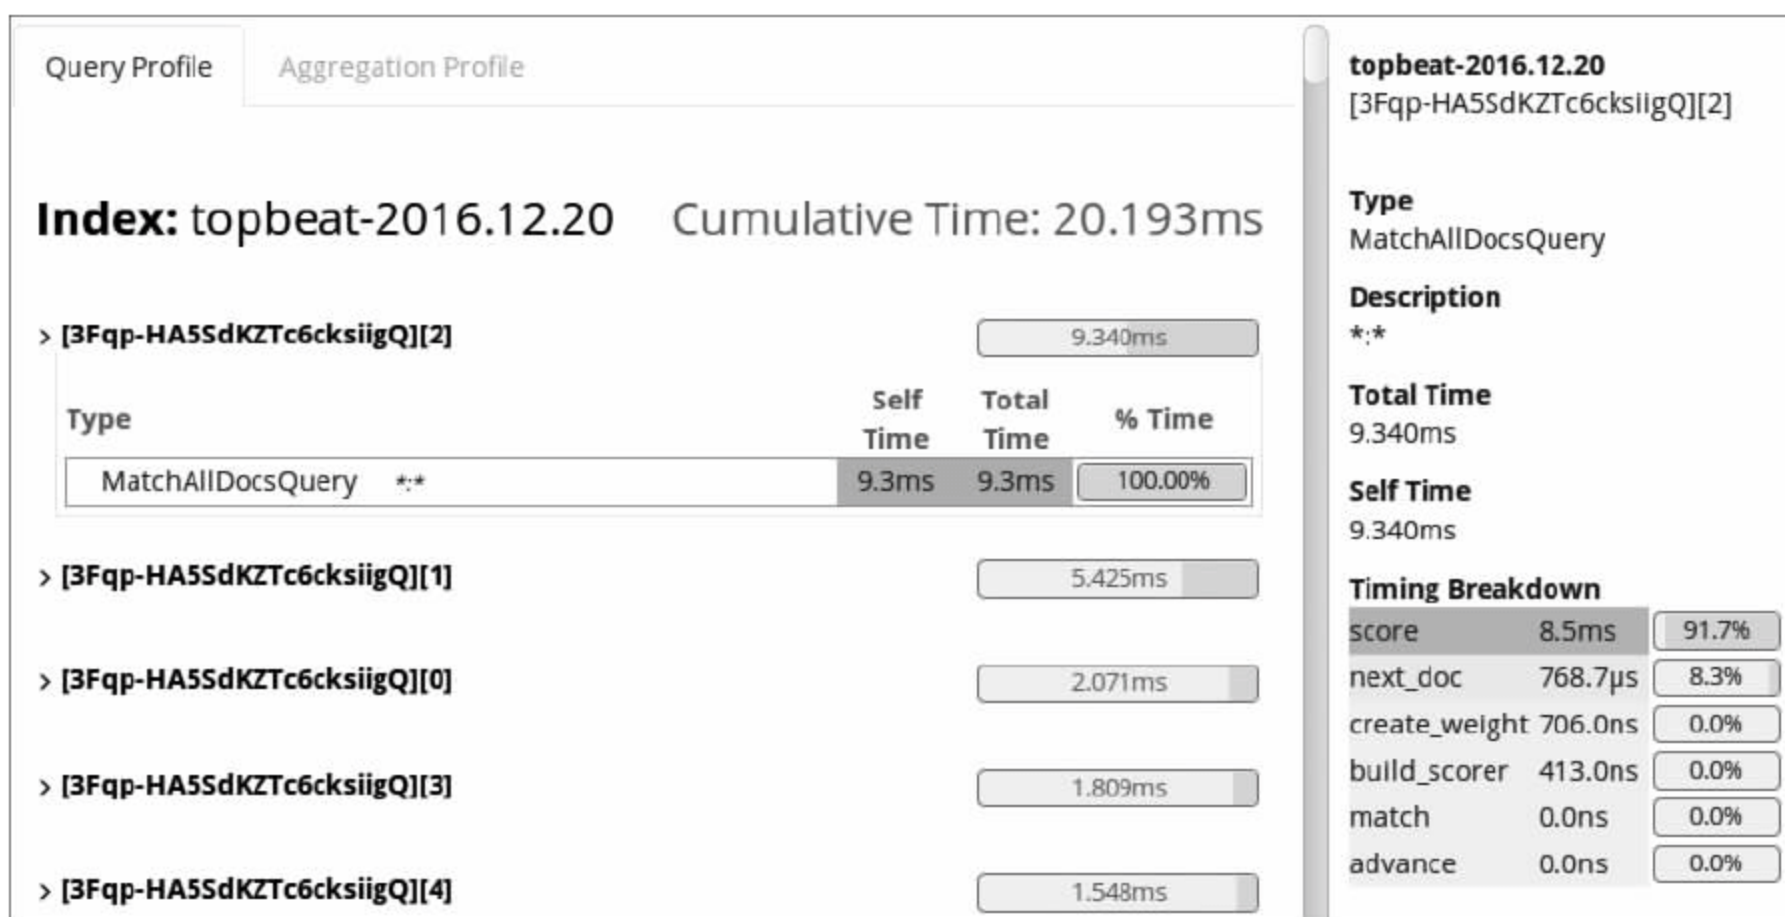 Query Profile Aggregation Profile
Index: topbeat-2016.12.20 Cumulative Time: 20.193ms
> [3Fqp-HA5SdKZTc6cksiigQ][2] 9.340ms
Type Self Time Total Time % Time
MatchAllDocsQuery *:* 9.3ms 9.3ms 100.00%
> [3Fqp-HA5SdKZTc6cksiigQ][1] 5.425ms
> [3Fqp-HA5SdKZTc6cksiigQ][0] 2.071ms
> [3Fqp-HA5SdKZTc6cksiigQ][3] 1.809ms
> [3Fqp-HA5SdKZTc6cksiigQ][4] 1.548ms
topbeat-2016.12.20
[3Fqp-HA5SdKZTc6cksiigQ][2]
Type
MatchAllDocsQuery
Description
*:*
Total Time
9.340ms
Self Time
9.340ms
Timing Breakdown
score 8.5ms 91.7%
next_doc 768.7µs 8.3%
create_weight 706.0ns 0.0%
build_scorer 413.0ns 0.0%
match 0.0ns 0.0%
advance 0.0ns 0.0%